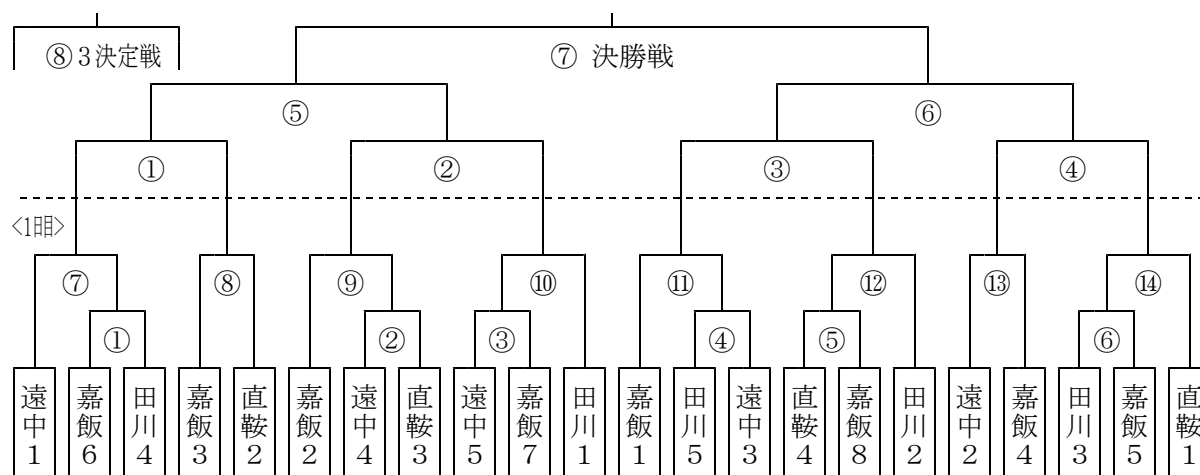 ⑧３決定戦
⑦ 決勝戦
⑤
⑥
①
②
③
④
<1日目>
⑦
⑧
⑨
⑩
⑪
⑫
⑬
⑭
①
②
③
④
⑤
⑥
遠中１
嘉飯６
田川４
嘉飯３
直鞍２
嘉飯２
遠中４
直鞍３
遠中５
嘉飯７
田川１
嘉飯１
田川５
遠中３
直鞍４
嘉飯８
田川２
遠中２
嘉飯４
田川３
嘉飯５
直鞍１